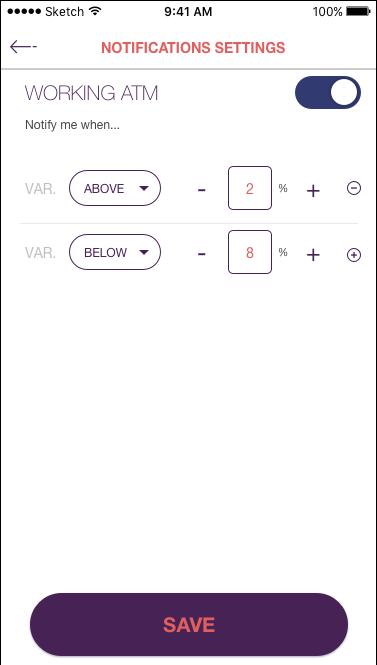 Sketch 9:41 AM 100%
NOTIFICATIONS SETTINGS
WORKING ATM
Notify me when...
VAR. ABOVE - 2 % +
VAR. BELOW - 8 % +
SAVE